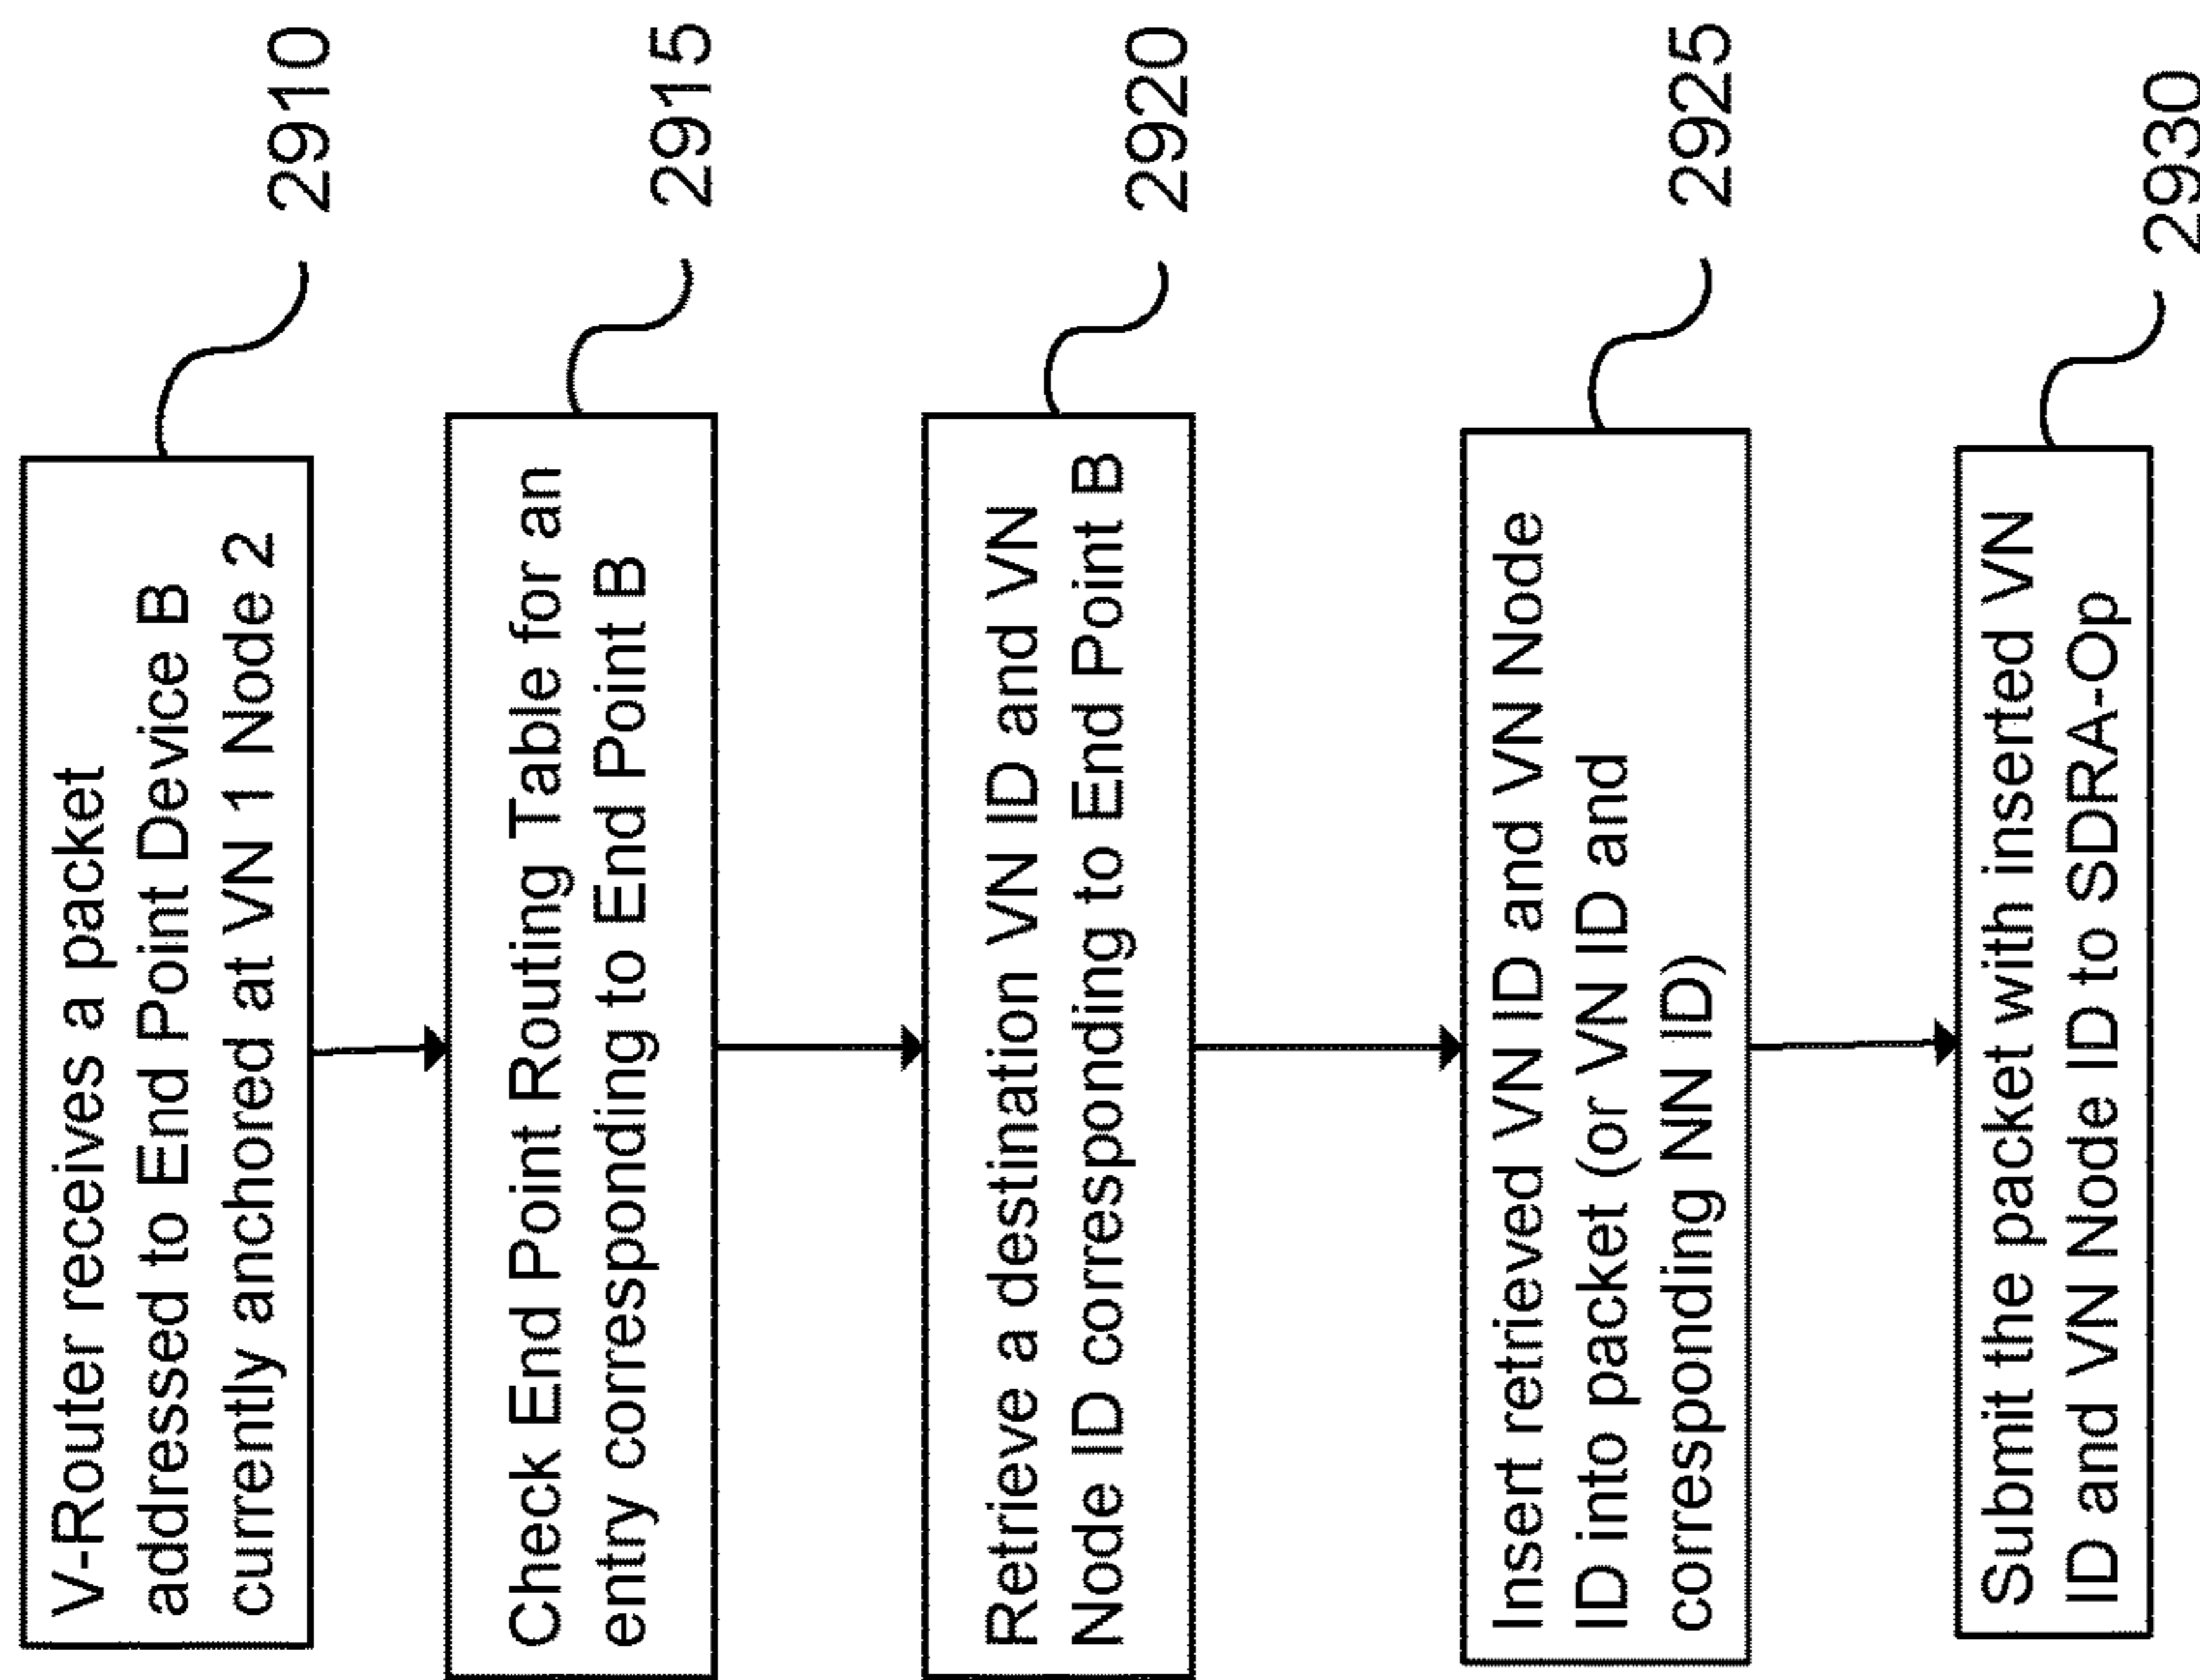 V-Router receives a packet
addressed to End Point Device B
currently anchored at VN 1 Node 2
2910
Check End Point Routing Table for an
entry corresponding to End Point B
2915
Retrieve a destination VN ID and VN
Node ID corresponding to End Point B
2920
Insert retrieved VN ID and VN Node
ID into packet (or VN ID and
corresponding NN ID)
2925
Submit the packet with inserted VN
ID and VN Node ID to SDRA-Op
2930